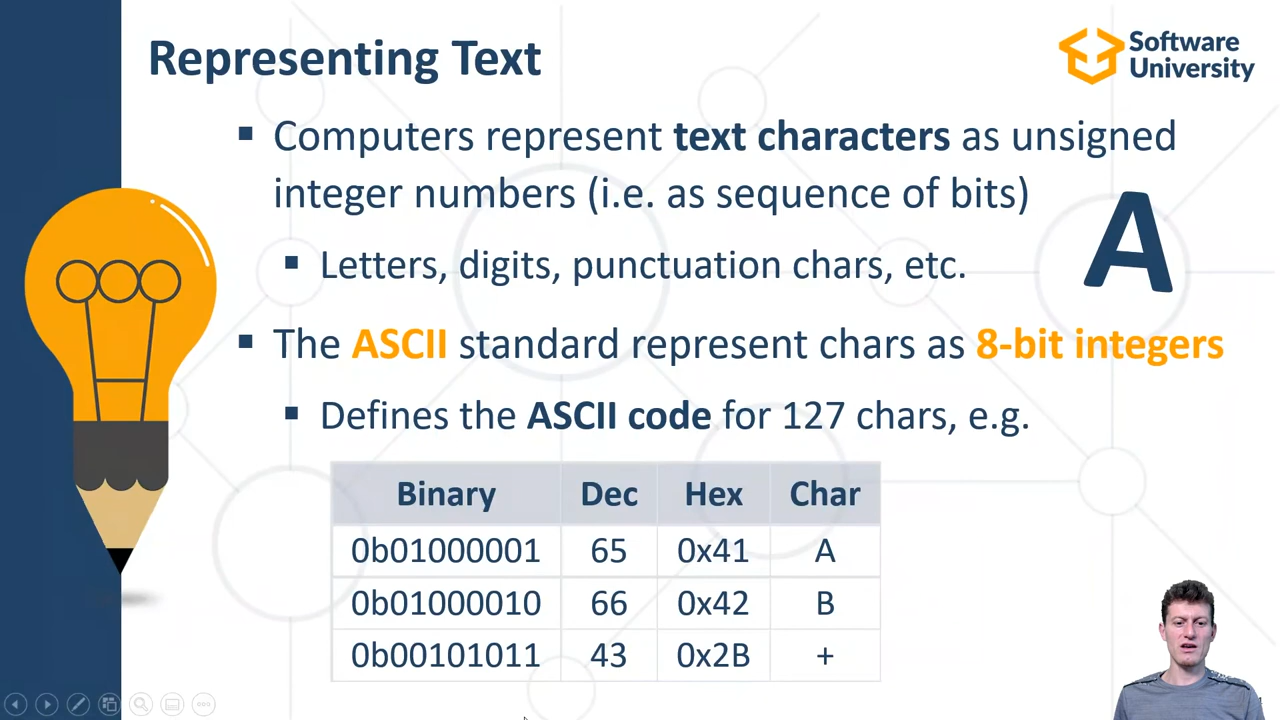 Representing Text
Software
University
▪ Computers represent text characters as unsigned
integer numbers (i.e. as sequence of bits)
▪ Letters, digits, punctuation chars, etc.
A
▪ The ASCII standard represent chars as 8-bit integers
▪ Defines the ASCII code for 127 chars, e.g.
Binary Dec Hex Char
0b01000001 65 0x41 A
0b01000010 66 0x42 B
0b00101011 43 0x2B +